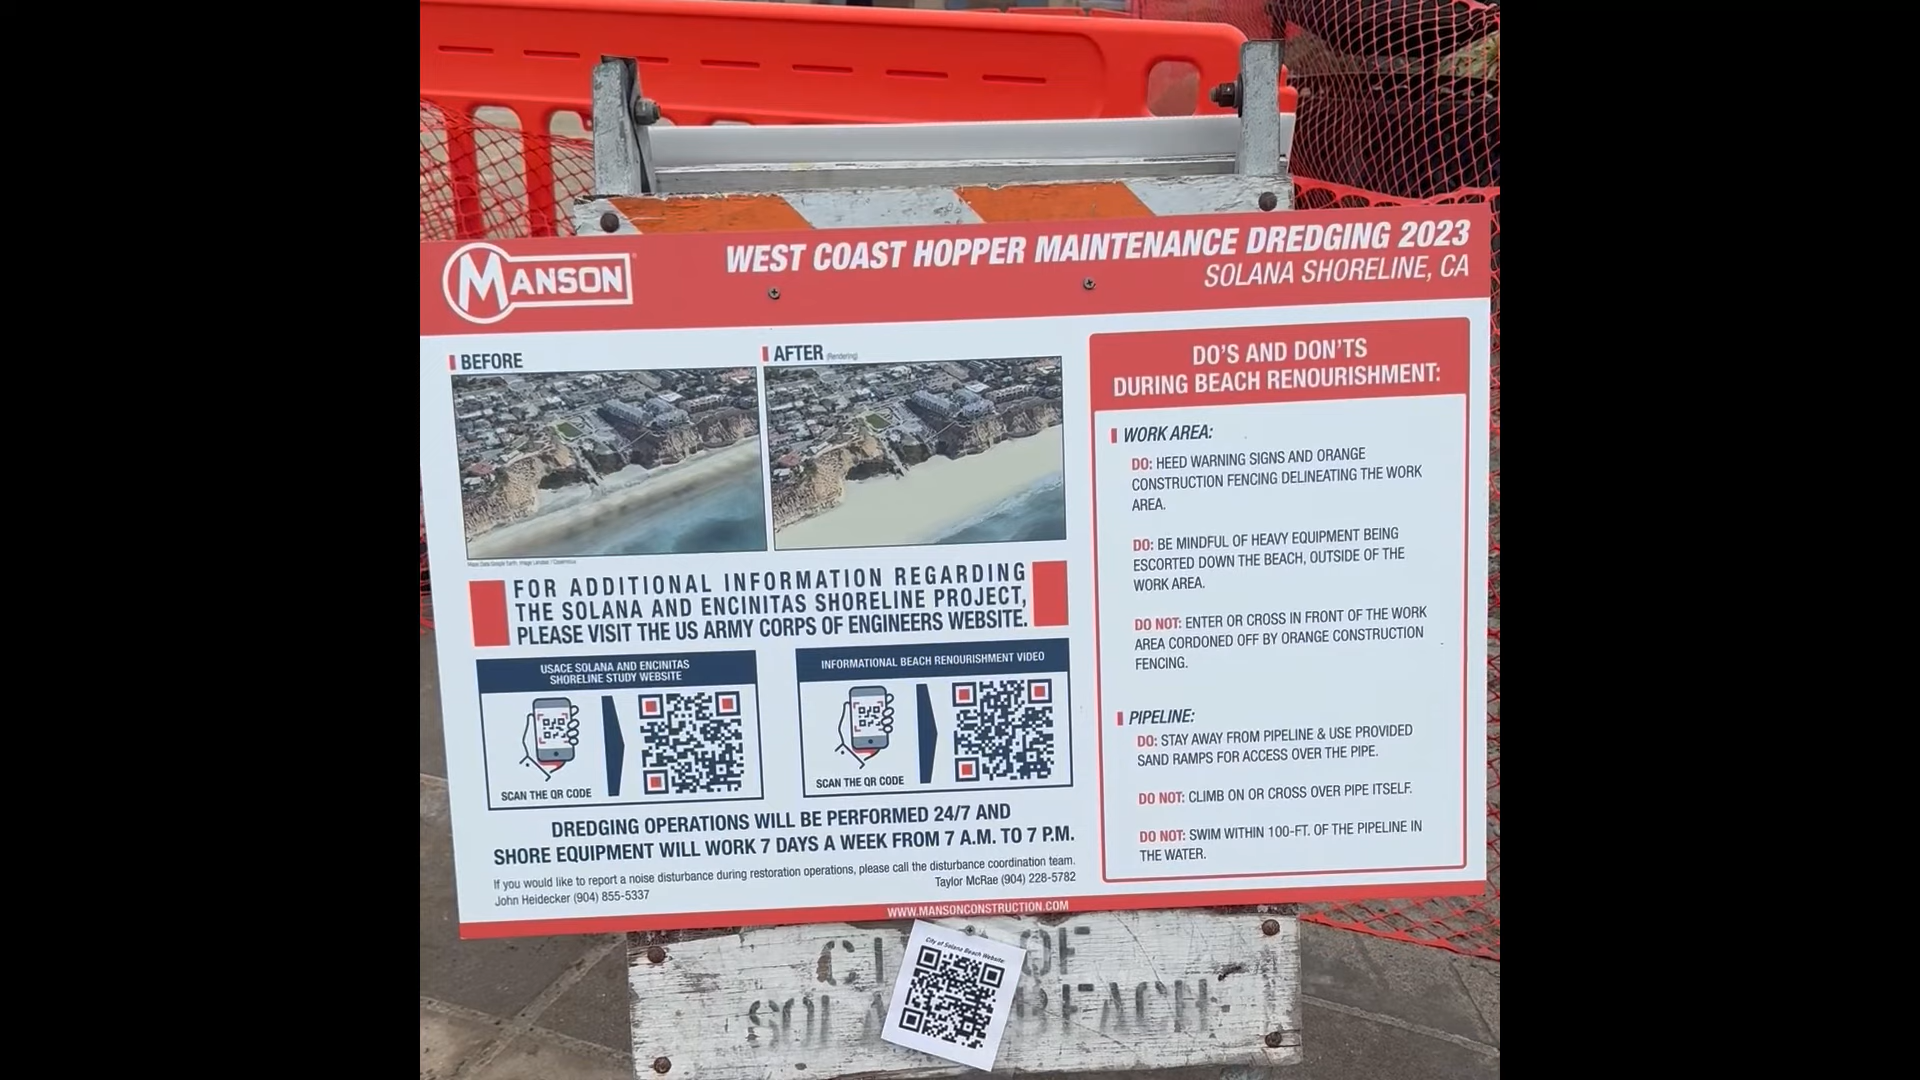 MANSON
WEST COAST HOPPER MAINTENANCE DREDGING 2023
SOLANA SHORELINE, CA
BEFORE
AFTER (Rendering)
FOR ADDITIONAL INFORMATION REGARDING
THE SOLANA AND ENCINITAS SHORELINE PROJECT,
PLEASE VISIT THE US ARMY CORPS OF ENGINEERS WEBSITE.
USACE SOLANA AND ENCINITAS
SHORELINE STUDY WEBSITE
SCAN THE QR CODE
INFORMATIONAL BEACH RENOURISHMENT VIDEO
SCAN THE QR CODE
DREDGING OPERATIONS WILL BE PERFORMED 24/7 AND
SHORE EQUIPMENT WILL WORK 7 DAYS A WEEK FROM 7 A.M. TO 7 P.M.
If you would like to report a noise disturbance during restoration operations, please call the disturbance coordination team.
John Heidecker (904) 855-5337
Taylor McRae (904) 228-5782
DO'S AND DON'TS
DURING BEACH RENOURISHMENT:
WORK AREA:
DO: HEED WARNING SIGNS AND ORANGE
CONSTRUCTION FENCING DELINEATING THE WORK
AREA.
DO: BE MINDFUL OF HEAVY EQUIPMENT BEING
ESCORTED DOWN THE BEACH, OUTSIDE OF THE
WORK AREA.
DO NOT: ENTER OR CROSS IN FRONT OF THE WORK
AREA CORDONED OFF BY ORANGE CONSTRUCTION
FENCING.
PIPELINE:
DO: STAY AWAY FROM PIPELINE & USE PROVIDED
SAND RAMPS FOR ACCESS OVER THE PIPE.
DO NOT: CLIMB ON OR CROSS OVER PIPE ITSELF.
DO NOT: SWIM WITHIN 100-FT. OF THE PIPELINE IN
THE WATER.
WWW.MANSONCONSTRUCTION.COM
City of Solana Beach Website
CI OF
SOLA BEACH